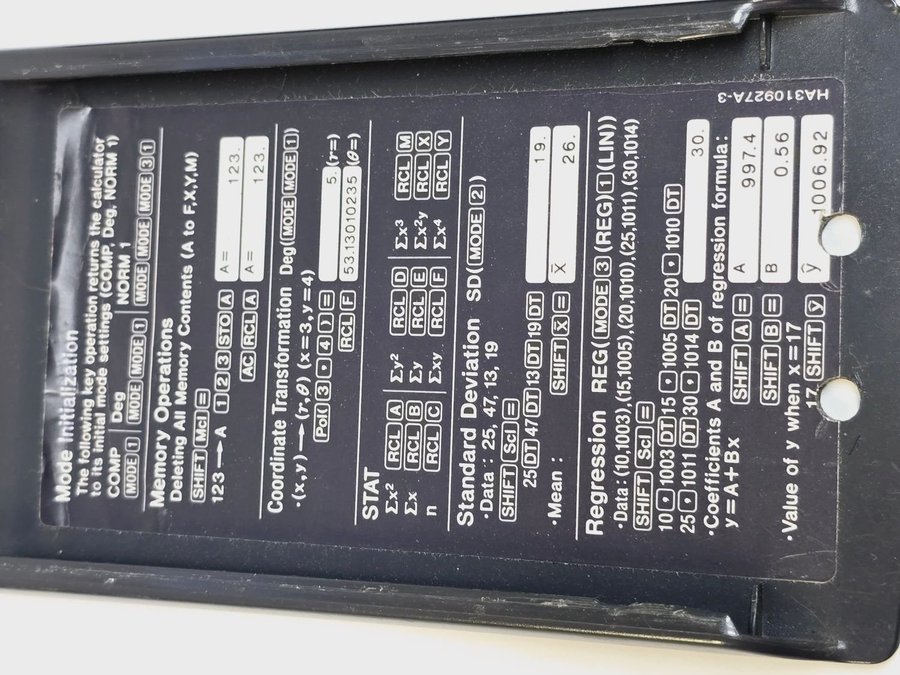 Mode Initialization
The following key operation returns the calculator
to its initial mode settings (COMP, Deg, NORM 1)
COMP Deg NORM 1
MODE 1 MODE MODE 1 MODE MODE MODE 3 1
Memory Operations
Deleting All Memory Contents (A to F,X,Y,M)
SHIFT Mcl =
123→A 1 2 3 STO A A= 123.
AC RCL A A= 123.
Coordinate Transformation Deg(MODE MODE 1)
·(x,y)→(r,θ) (x=3,y=4)
Pol( 3 , 4 ) = 5. (r=)
RCL F 53.13010235 (θ=)
STAT
Σx² RCL A Σy² RCL D Σx³ RCL M
Σx RCL B Σy RCL E Σx²y RCL X
n RCL C Σxy RCL F Σx⁴ RCL Y
Standard Deviation SD(MODE 2)
·Data : 25, 47, 13, 19
SHIFT Scl =
25 DT 47 DT 13 DT 19 DT 19.
·Mean : SHIFT x̄ = x̄ 26.
Regression REG(MODE 3 (REG) 1 (LIN))
·Data:(10,1003),(15,1005),(20,1010),(25,1011),(30,1014)
SHIFT Scl =
10 , 1003 DT 15 , 1005 DT 20 , 1010 DT
25 , 1011 DT 30 , 1014 DT 30.
·Coefficients A and B of regression formula:
y=A+Bx SHIFT A = A 997.4
SHIFT B = B 0.56
·Value of y when x=17
17 SHIFT ŷ ŷ 1006.92
HA310927A-3